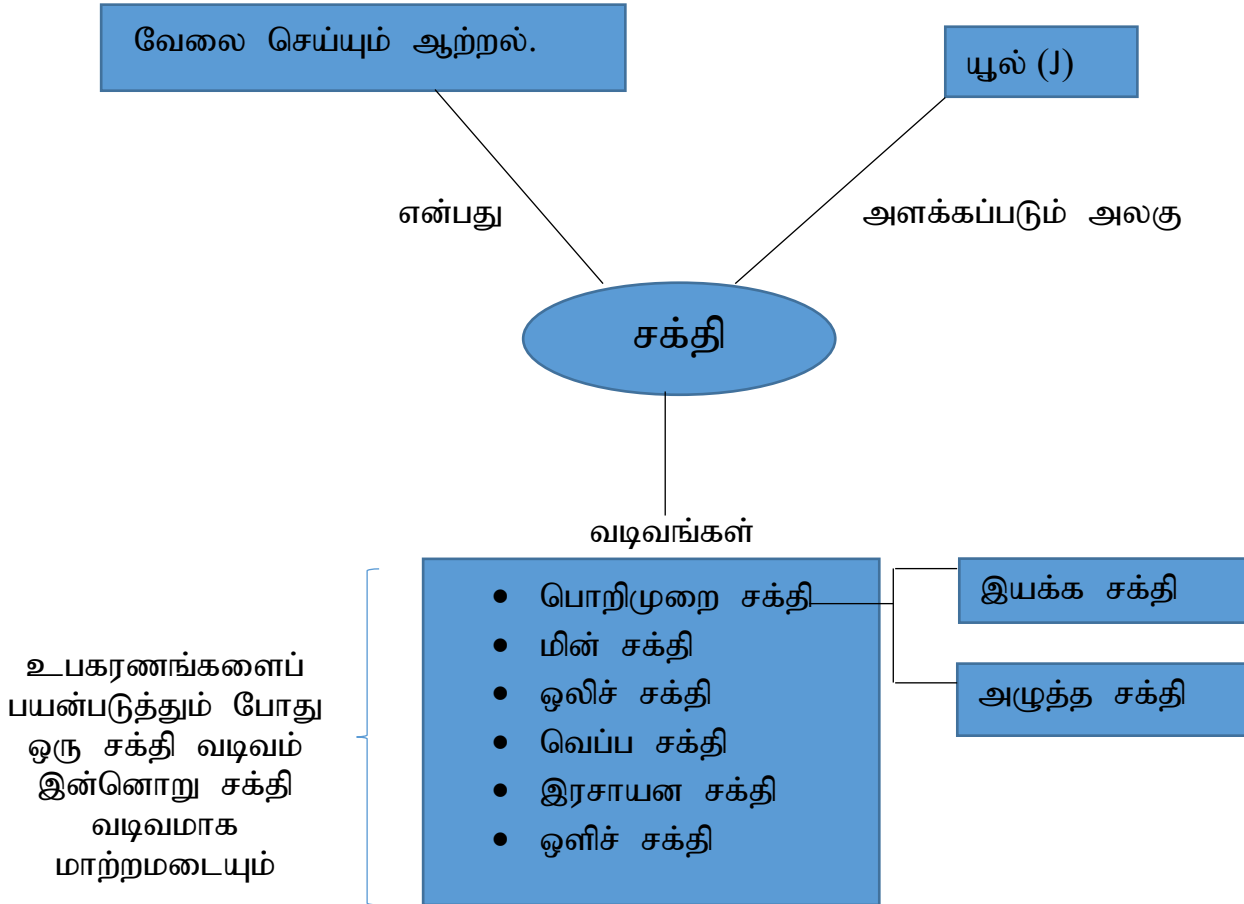 வேலை செய்யும் ஆற்றல்.
யூல் (J)
என்பது
அளக்கப்படும் அலகு
சக்தி
வடிவங்கள்
• பொறிமுறை சக்தி
• மின் சக்தி
• ஒலிச் சக்தி
• வெப்ப சக்தி
• இரசாயன சக்தி
• ஒளிச் சக்தி
இயக்க சக்தி
அழுத்த சக்தி
உபகரணங்களைப்
பயன்படுத்தும் போது
ஒரு சக்தி வடிவம்
இன்னொறு சக்தி
வடிவமாக
மாற்றமடையும்